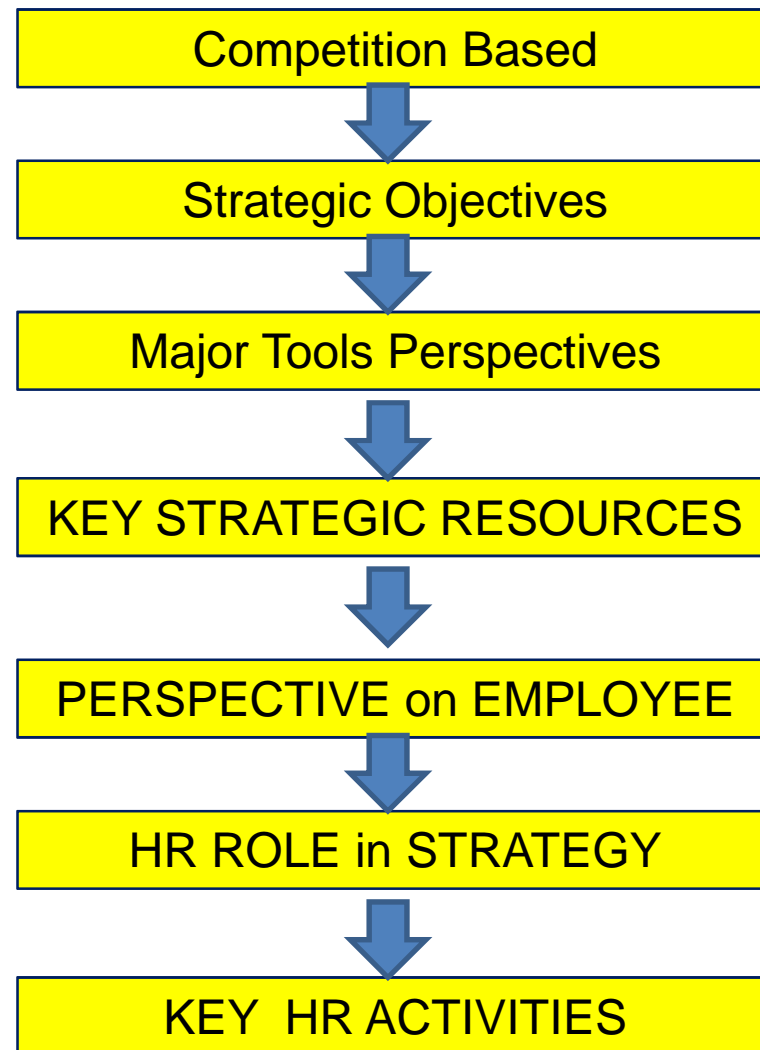 Competition Based
Strategic Objectives
Major Tools Perspectives
KEY STRATEGIC RESOURCES
PERSPECTIVE on EMPLOYEE
HR ROLE in STRATEGY
KEY HR ACTIVITIES